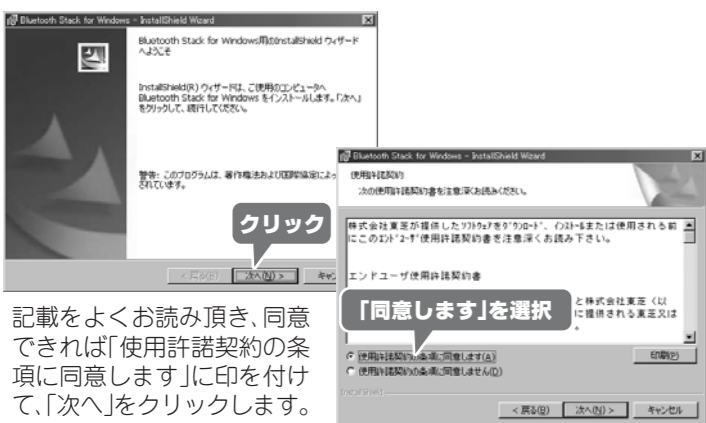 Bluetooth Stack for Windows - InstallShield Wizard
Bluetooth Stack for Windows用のInstallShield ウィザード
へようこそ
InstallShield(R) ウィザードは、ご使用のコンピュータへ
Bluetooth Stack for Windows をインストールします。「次へ」
をクリックして、続行してください。
警告: このプログラムは、著作権法および国際協定によっ
されています。
クリック
< 戻る(B)
次へ(N) >
キャン
記載をよくお読み頂き、同意
できれば「使用許諾契約の条
項に同意します」に印を付け
て、「次へ」をクリックします。
Bluetooth Stack for Windows - InstallShield Wizard
使用許諾契約
次の使用許諾契約書を注意深くお読みください。
株式会社東芝が提供したソフトウェアをダウンロード、インストールまたは使用される前
にこのエンドユーザ使用許諾契約書を注意深くお読み下さい。
エンドユーザ使用許諾契約書
と株式会社東芝（以
に提供される東芝又は
「同意します」を選択
使用許諾契約の条項に同意します(A)
使用許諾契約の条項に同意しません(D)
印刷(P)
InstallShield
< 戻る(B)
次へ(N) >
キャンセル